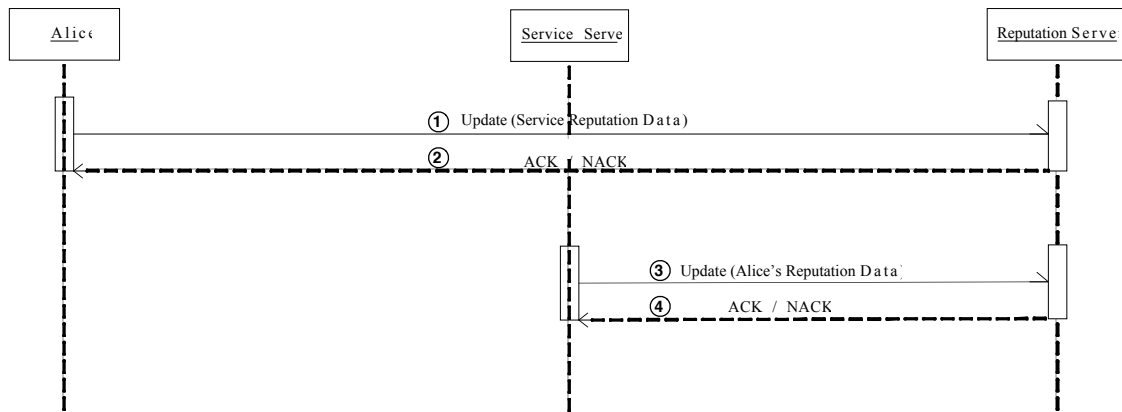 Alice
Service Serve
Reputation Serve
① Update (Service Reputation Data)
② ACK / NACK
③ Update (Alice's Reputation Data)
④ ACK / NACK